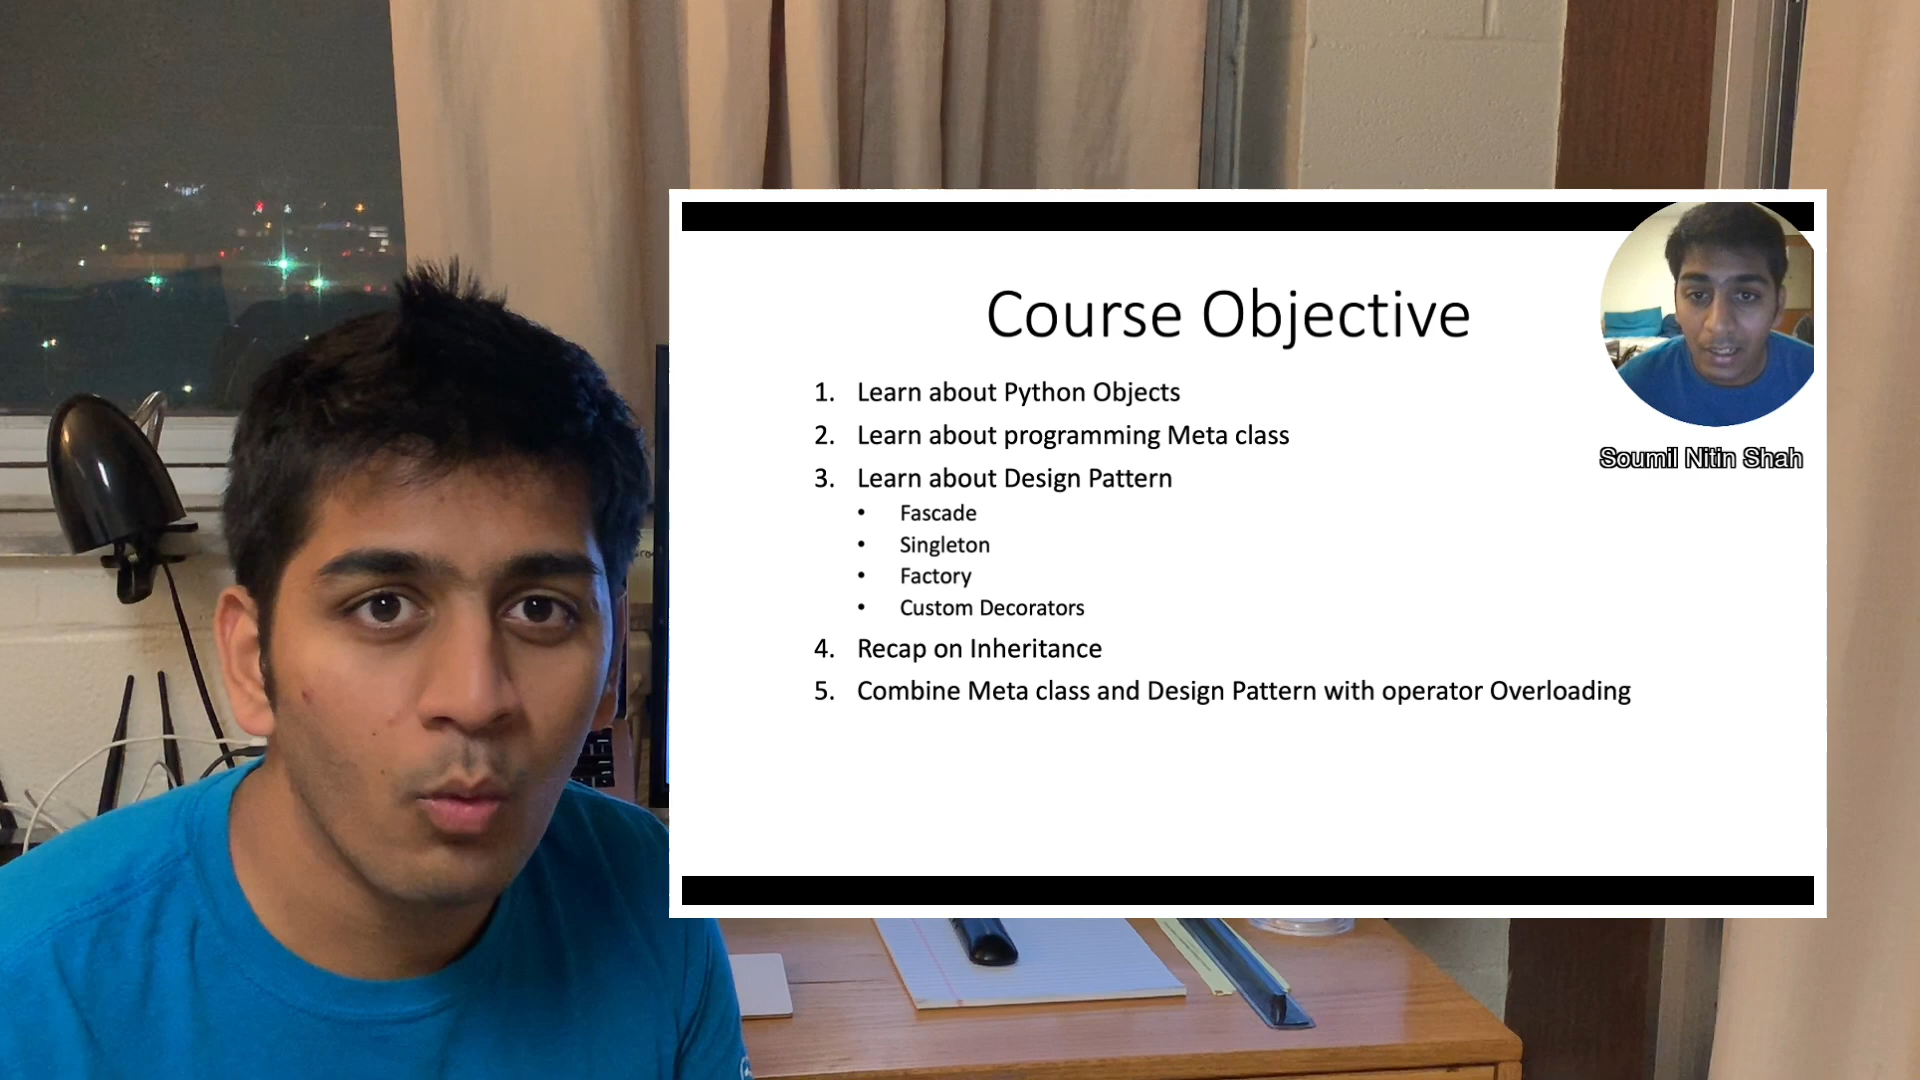 Course Objective
1. Learn about Python Objects
2. Learn about programming Meta class
3. Learn about Design Pattern
• Fascade
• Singleton
• Factory
• Custom Decorators
4. Recap on Inheritance
5. Combine Meta class and Design Pattern with operator Overloading
Soumil Nitin Shah